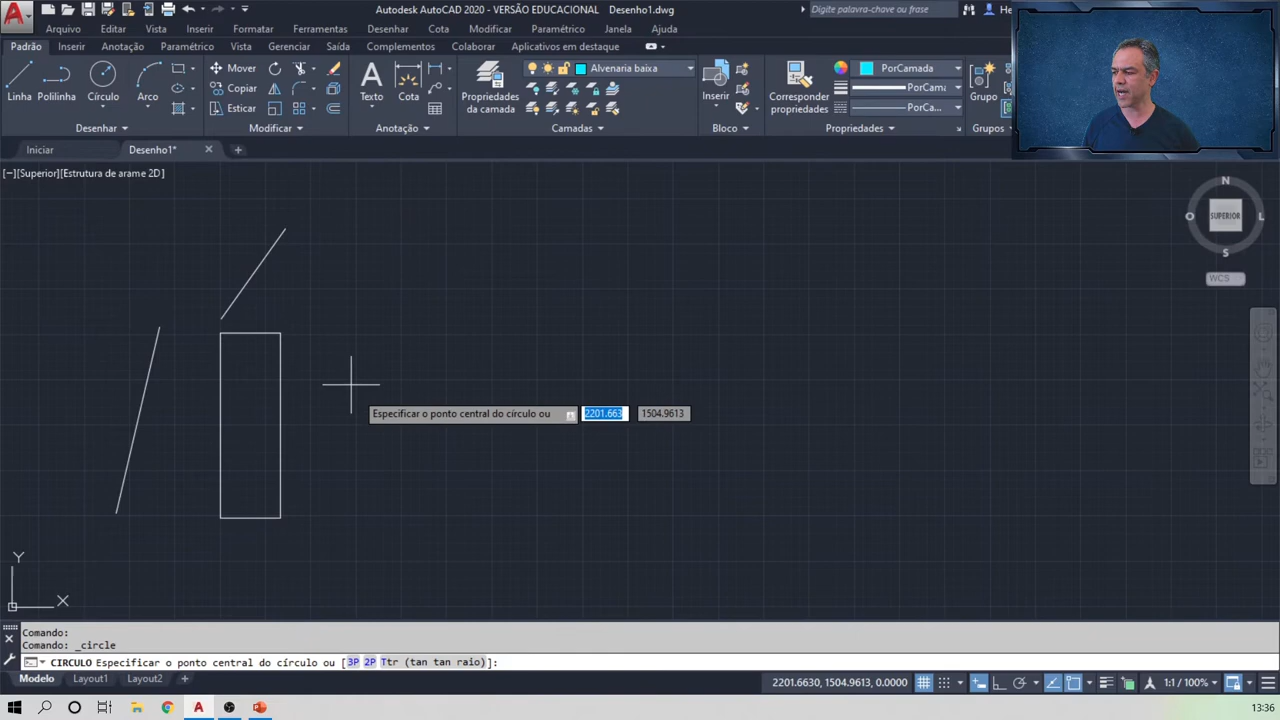 Autodesk AutoCAD 2020 - VERSÃO EDUCACIONAL Desenho1.dwg
Digite palavra-chave ou frase
He
Arquivo Editar Vista Inserir Formatar Ferramentas Desenhar Cota Modificar Paramétrico Janela Ajuda
Padrão Inserir Anotação Paramétrico Vista Gerenciar Saída Complementos Colaborar Aplicativos em destaque
Linha Polilinha Círculo Arco
Mover
Copiar
Esticar
Texto Cota
Propriedades
da camada
Alvenaria baixa
Inserir
Corresponder
propriedades
PorCamada
PorCama
PorCa...
Grupo
Desenhar Modificar Anotação Camadas Bloco Propriedades Grupos
Iniciar Desenho1*
[−][Superior][Estrutura de arame 2D]
N
O SUPERIOR L
S
WCS
Especificar o ponto central do círculo ou 2201.663 1504.9613
Y
X
Comando:
Comando: _circle
CIRCULO Especificar o ponto central do círculo ou [3P 2P Ttr (tan tan raio)]:
Modelo Layout1 Layout2 + 2201.6630, 1504.9613, 0.0000 1:1 / 100%
13:36